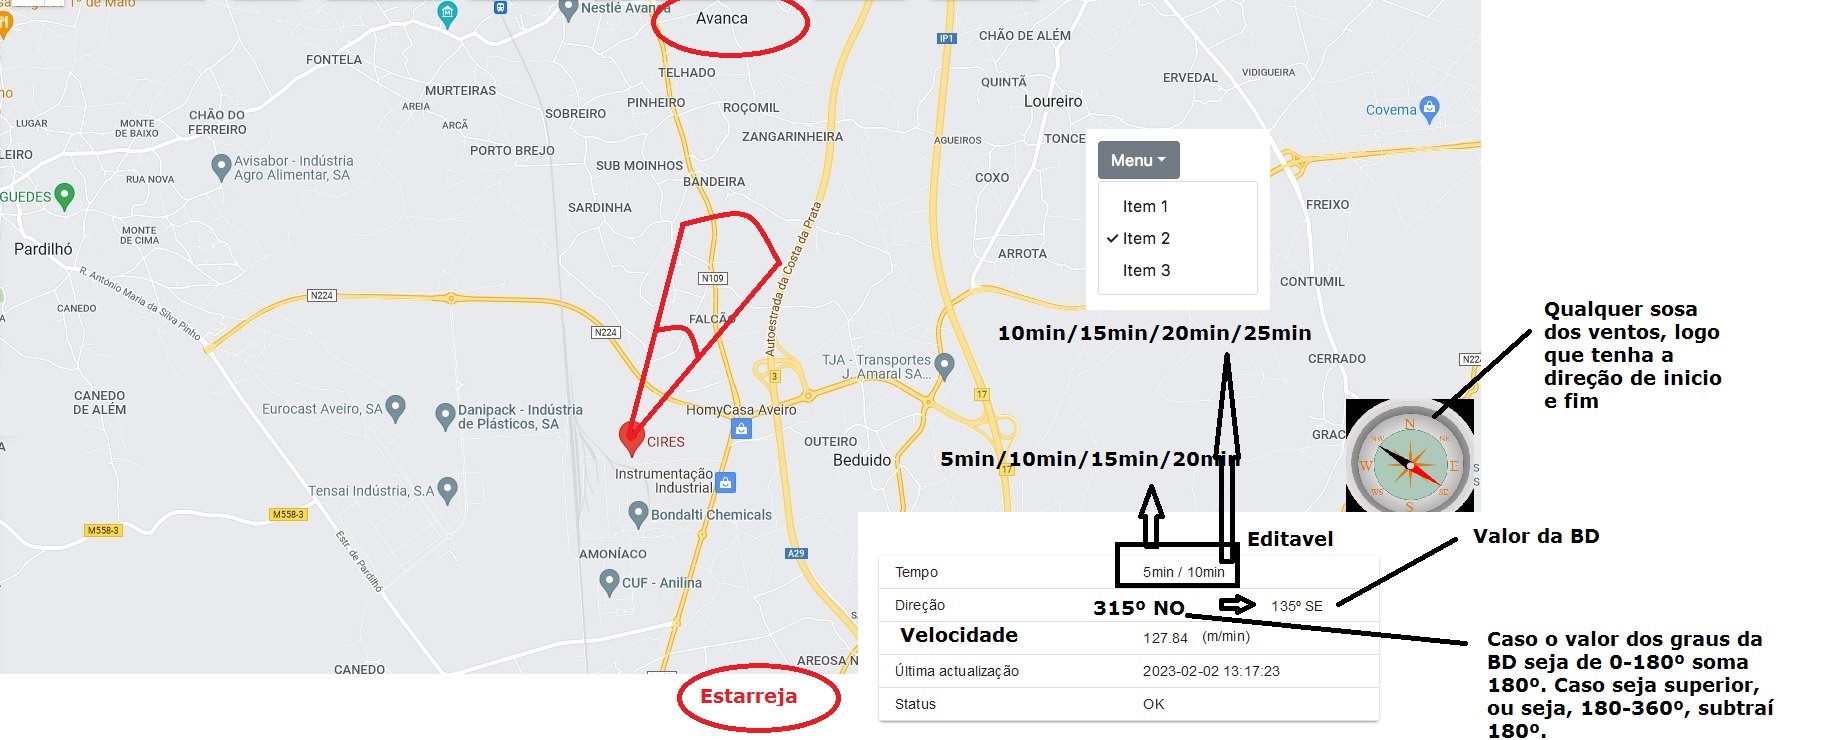 1º de Maio
Nestlé Avanca
Avanca
IP1
CHÃO DE ALÉM
FONTELA
TELHADO
VIDIGUEIRA
ERVEDAL
QUINTÃ
MURTEIRAS
AREIA
PINHEIRO
ROÇOMIL
Loureiro
SOBREIRO
Covema
CHÃO DO
FERREIRO
LUGAR
MONTE
DE BAIXO
ARCÃ
ZANGARINHEIRA
AGUEIROS
TONCE
PORTO BREJO
LEIRO
Avisabor - Indústria
Agro Alimentar, SA
SUB MOINHOS
Menu
RUA NOVA
BANDEIRA
COXO
GUEDES
SARDINHA
Item 1
FREIXO
MONTE
DE CIMA
Item 2
Pardilhó
ARROTA
Item 3
R. António Maria da Silva Pinho
Autoestrada da Costa da Prata
N109
CONTUMIL
N224
CANEDO
FALCÃO
N224
10min/15min/20min/25min
Qualquer sosa
dos ventos, logo
que tenha a
direção de inicio
e fim
TJA - Transportes
J. Amaral SA...
CERRADO
N22
3
17
CANEDO
DE ALÉM
Eurocast Aveiro, SA
Danipack - Indústria
de Plásticos, SA
HomyCasa Aveiro
CIRES
OUTEIRO
GRAC
N
NW
NE
W
E
WS
SE
S
Beduido
5min/10min/15min/20min
17
Instrumentação
Industrial
Tensai Indústria, S.A
M558-3
Bondalti Chemicals
M558-3
Estr. de Pardilhó
AMONÍACO
A29
Editavel
Valor da BD
CUF - Anilina
Tempo
5min / 10min
Direção
315º NO
135º SE
Velocidade
127.84
(m/min)
Caso o valor dos graus da
BD seja de 0-180º soma
180º. Caso seja superior,
ou seja, 180-360º, subtraí
180º.
CANEDO
AREOSA N
Última actualização
2023-02-02 13:17:23
Estarreja
Status
OK